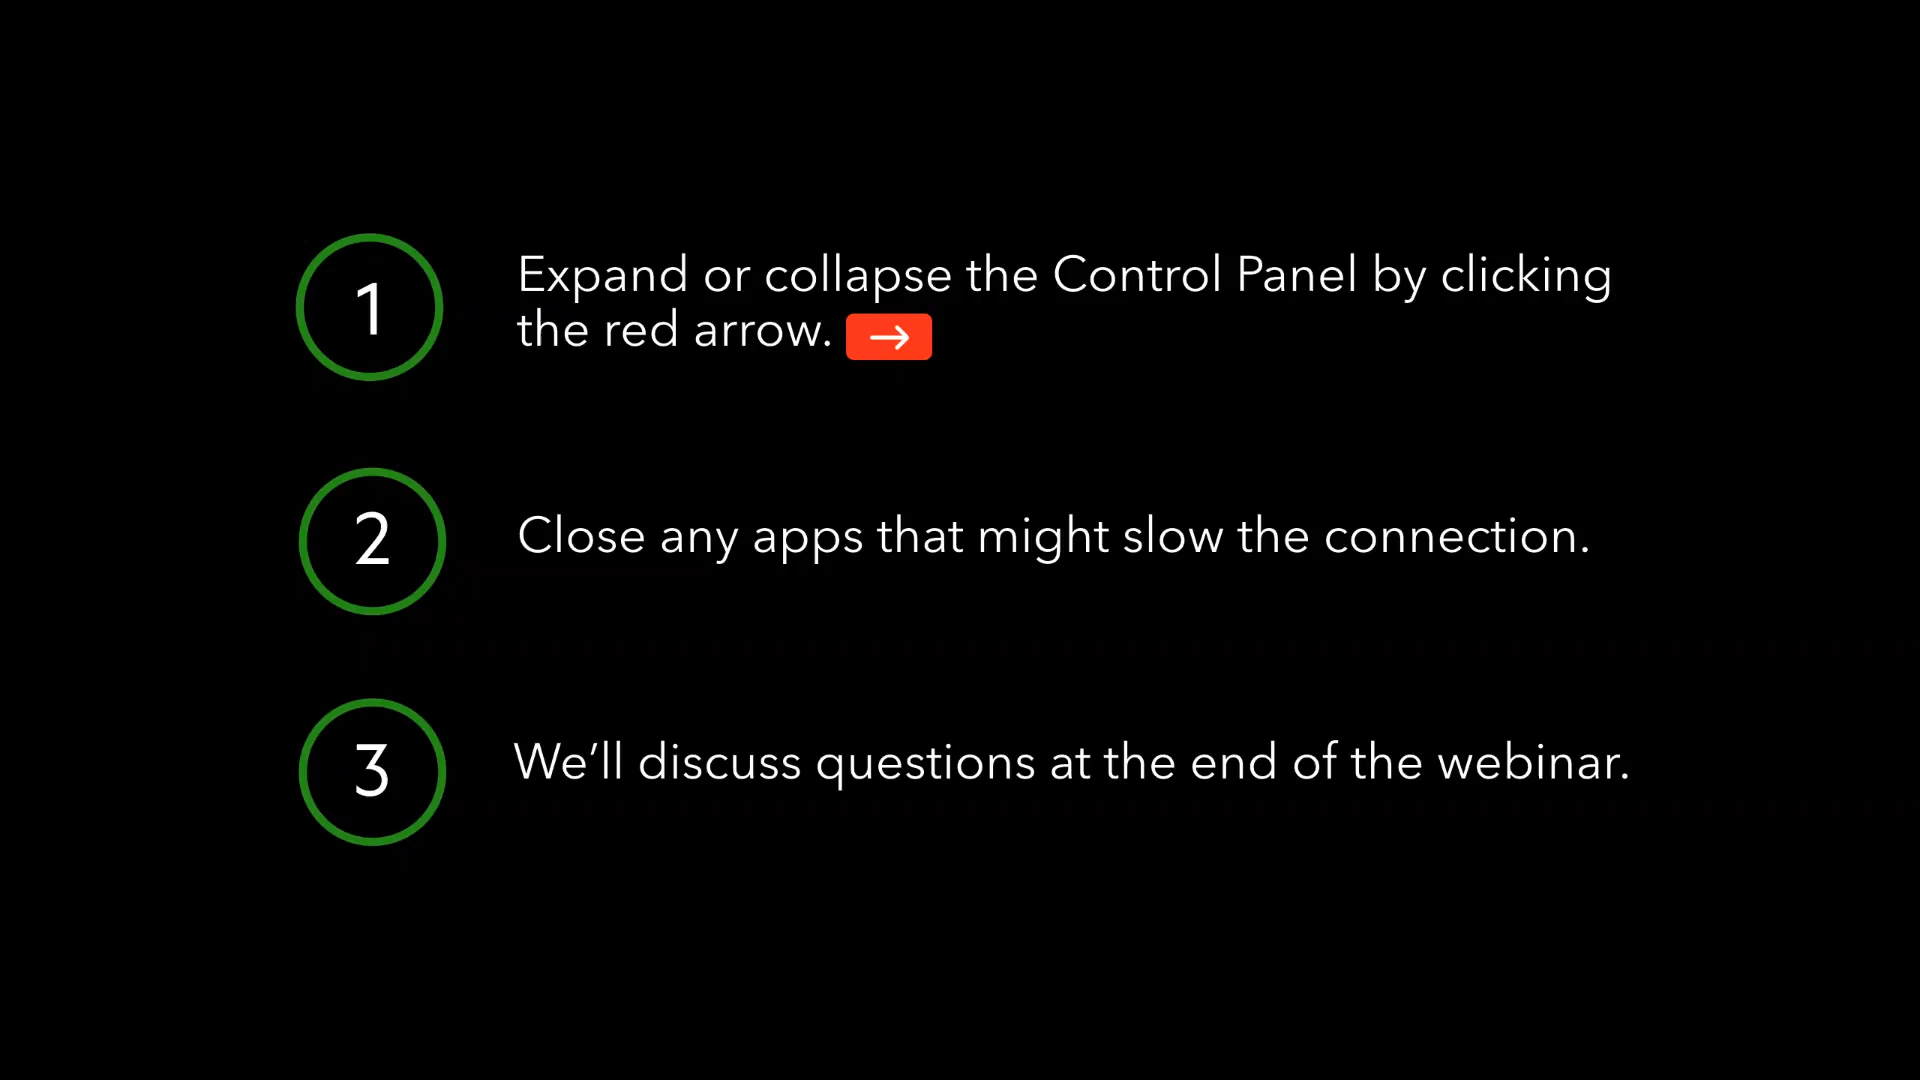 1
Expand or collapse the Control Panel by clicking
the red arrow.
2
Close any apps that might slow the connection.
3
We’ll discuss questions at the end of the webinar.